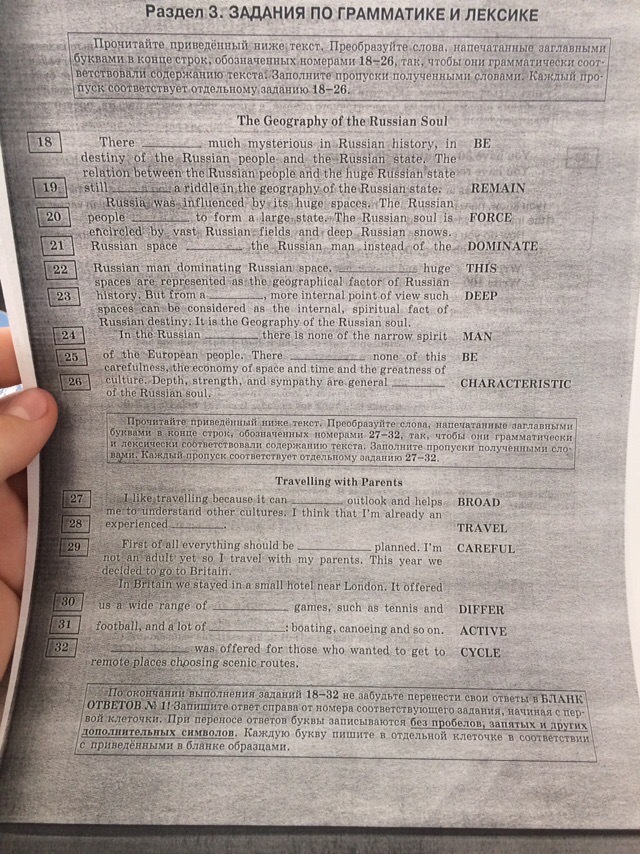 Раздел 3. ЗАДАНИЯ ПО ГРАММАТИКЕ И ЛЕКСИКЕ
Прочитайте приведённый ниже текст. Преобразуйте слова, напечатанные заглавными
буквами в конце строк, обозначенных номерами 18–26, так, чтобы они грамматически соот-
ветствовали содержанию текста. Заполните пропуски полученными словами. Каждый про-
пуск соответствует отдельному заданию 18–26.
The Geography of the Russian Soul
18 There ________ much mysterious in Russian history, in BE
destiny of the Russian people and the Russian state. The
relation between the Russian people and the huge Russian state
19 still ________ a riddle in the geography of the Russian state. REMAIN
Russia was influenced by its huge spaces. The Russian
20 people ________ to form a large state. The Russian soul is FORCE
encircled by vast Russian fields and deep Russian snows.
21 Russian space ________ the Russian man instead of the DOMINATE
22 Russian man dominating Russian space. ________ huge THIS
spaces are represented as the geographical factor of Russian
23 history. But from a ________, more internal point of view such DEEP
spaces can be considered as the internal, spiritual fact of
Russian destiny. It is the Geography of the Russian soul.
24 In the Russian ________ there is none of the narrow spirit MAN
25 of the European people. There ________ none of this BE
carefulness, the economy of space and time and the greatness of
26 culture. Depth, strength, and sympathy are general ________ CHARACTERISTIC
of the Russian soul.
Прочитайте приведённый ниже текст. Преобразуйте слова, напечатанные заглавными
буквами в конце строк, обозначенных номерами 27–32, так, чтобы они грамматически
и лексически соответствовали содержанию текста. Заполните пропуски полученными сло-
вами. Каждый пропуск соответствует отдельному заданию 27–32.
Travelling with Parents
27 I like travelling because it can ________ outlook and helps BROAD
me to understand other cultures. I think that I'm already an
28 experienced ________. TRAVEL
29 First of all everything should be ________ planned. I'm CAREFUL
not an adult yet so I travel with my parents. This year we
decided to go to Britain.
In Britain we stayed in a small hotel near London. It offered
30 us a wide range of ________ games, such as tennis and DIFFER
31 football, and a lot of ________: boating, canoeing and so on. ACTIVE
32 ________ was offered for those who wanted to get to CYCLE
remote places choosing scenic routes.
По окончании выполнения заданий 18–32 не забудьте перенести свои ответы в БЛАНК
ОТВЕТОВ № 1! Запишите ответ справа от номера соответствующего задания, начиная с пер-
вой клеточки. При переносе ответов буквы записываются без пробелов, запятых и других
дополнительных символов. Каждую букву пишите в отдельной клеточке в соответствии
с приведёнными в бланке образцами.